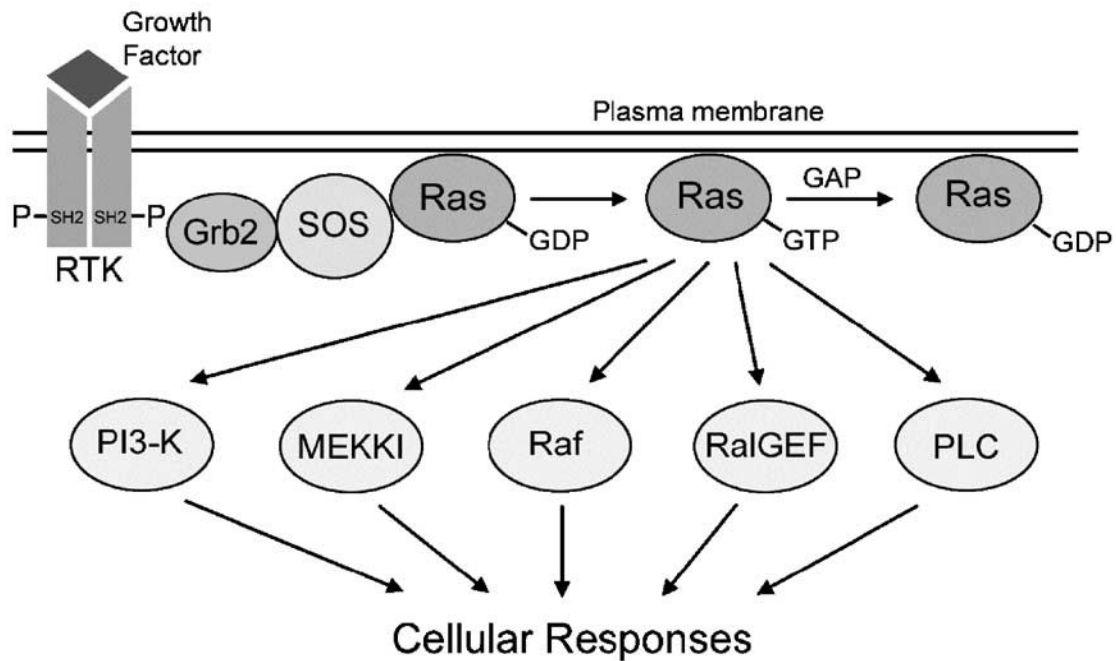 Growth
Factor
Plasma membrane
P SH2 SH2 P
RTK
Grb2
SOS
Ras
GDP
Ras
GTP
GAP
Ras
GDP
PI3-K
MEKKI
Raf
RalGEF
PLC
Cellular Responses